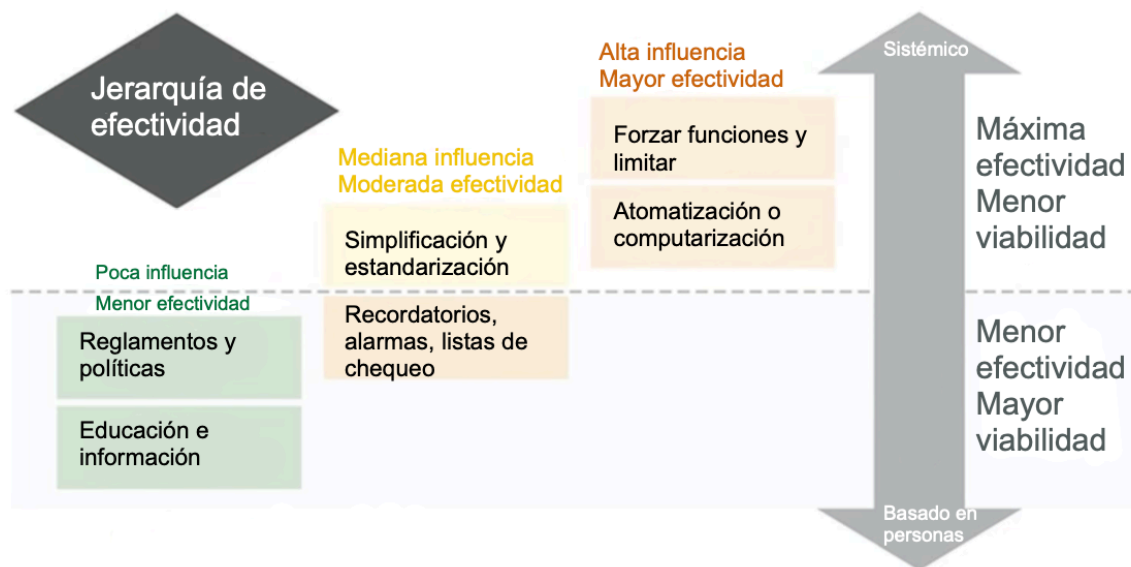 Jerarquía de
efectividad
Poca influencia
Menor efectividad
Reglamentos y
políticas
Educación e
información
Mediana influencia
Moderada efectividad
Simplificación y
estandarización
Recordatorios,
alarmas, listas de
chequeo
Alta influencia
Mayor efectividad
Forzar funciones y
limitar
Atomatización o
computarización
Sistémico
Máxima
efectividad
Menor
viabilidad
Menor
efectividad
Mayor
viabilidad
Basado en
personas